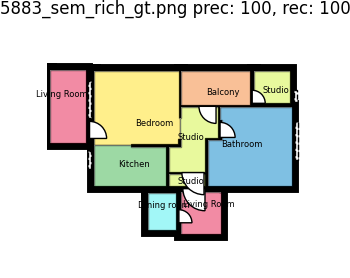 5883_sem_rich_gt.png prec: 100, rec: 100
Balcony
Studio
Living Room
Bedroom
Studio
Bathroom
Kitchen
Studio
Dining room
Living Room